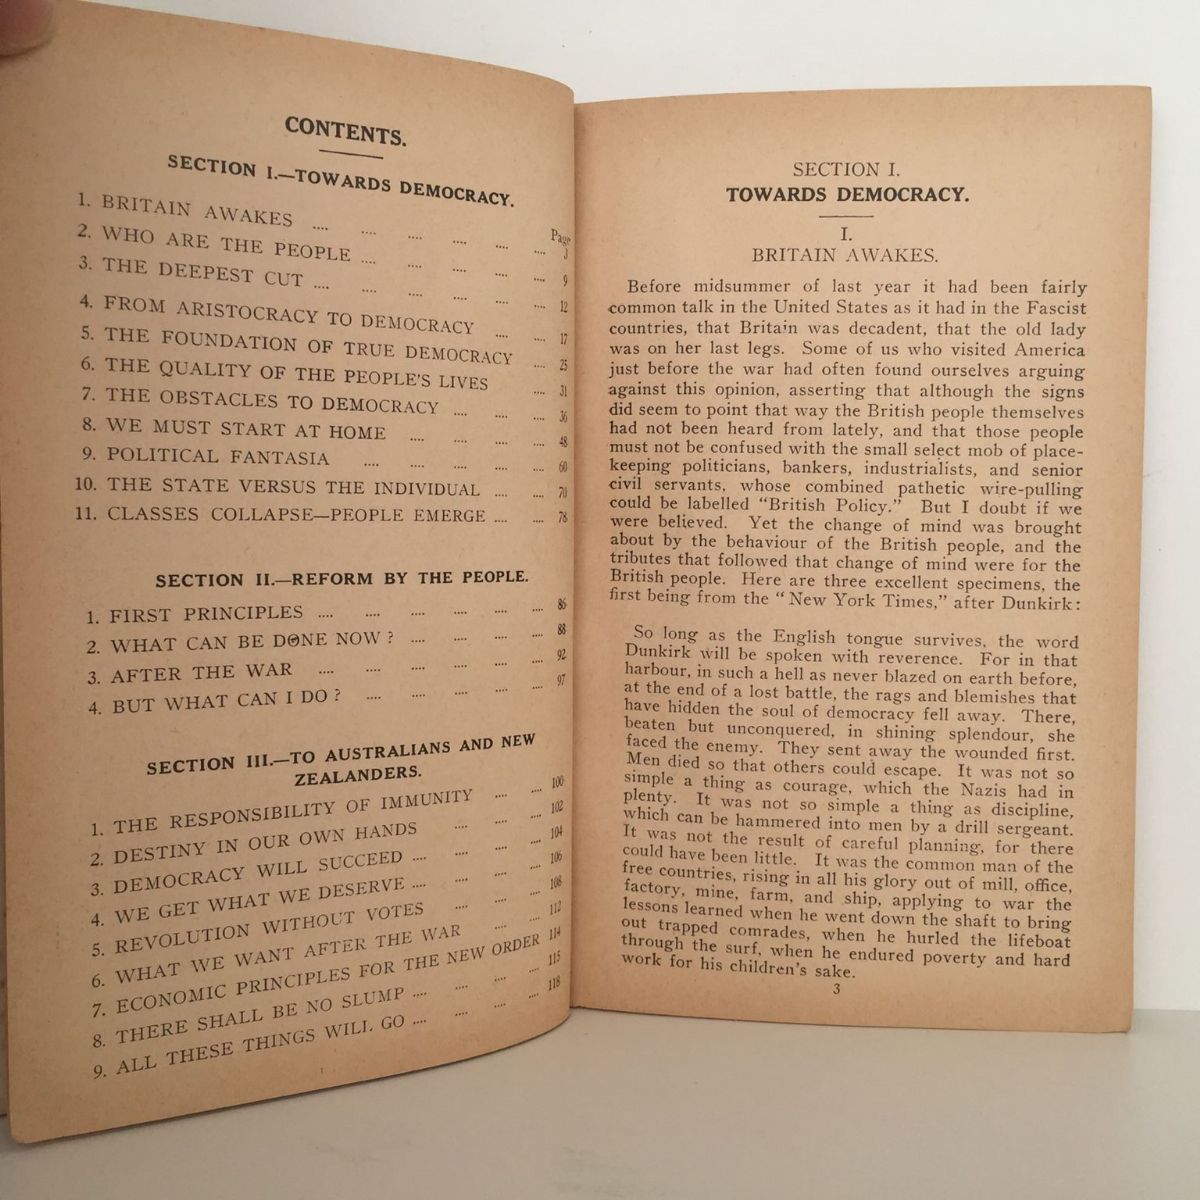 CONTENTS.
SECTION I.—TOWARDS DEMOCRACY.
Page
1. BRITAIN AWAKES .... .... .... .... .... .... 3
2. WHO ARE THE PEOPLE .... .... .... .... .... 9
3. THE DEEPEST CUT .... .... .... .... .... .... 12
4. FROM ARISTOCRACY TO DEMOCRACY .... .... 17
5. THE FOUNDATION OF TRUE DEMOCRACY .... 25
6. THE QUALITY OF THE PEOPLE'S LIVES .... 31
7. THE OBSTACLES TO DEMOCRACY .... .... .... 36
8. WE MUST START AT HOME .... .... .... .... 48
9. POLITICAL FANTASIA .... .... .... .... .... 60
10. THE STATE VERSUS THE INDIVIDUAL .... .... 70
11. CLASSES COLLAPSE—PEOPLE EMERGE .... .... 78
SECTION II.—REFORM BY THE PEOPLE.
1. FIRST PRINCIPLES .... .... .... .... .... .... 86
2. WHAT CAN BE DONE NOW ? .... .... .... .... 88
3. AFTER THE WAR .... .... .... .... .... .... 92
4. BUT WHAT CAN I DO ? .... .... .... .... .... 97
SECTION III.—TO AUSTRALIANS AND NEW
ZEALANDERS.
1. THE RESPONSIBILITY OF IMMUNITY .... .... 100
2. DESTINY IN OUR OWN HANDS .... .... .... 102
3. DEMOCRACY WILL SUCCEED .... .... .... .... 104
4. WE GET WHAT WE DESERVE .... .... .... .... 106
5. REVOLUTION WITHOUT VOTES .... .... .... 108
6. WHAT WE WANT AFTER THE WAR .... .... 112
7. ECONOMIC PRINCIPLES FOR THE NEW ORDER 114
8. THERE SHALL BE NO SLUMP .... .... .... .... 115
9. ALL THESE THINGS WILL GO .... .... .... .... 118
SECTION I.
TOWARDS DEMOCRACY.
I.
BRITAIN AWAKES.
Before midsummer of last year it had been fairly
common talk in the United States as it had in the Fascist
countries, that Britain was decadent, that the old lady
was on her last legs. Some of us who visited America
just before the war had often found ourselves arguing
against this opinion, asserting that although the signs
did seem to point that way the British people themselves
had not been heard from lately, and that those people
must not be confused with the small select mob of place-
keeping politicians, bankers, industrialists, and senior
civil servants, whose combined pathetic wire-pulling
could be labelled "British Policy." But I doubt if we
were believed. Yet the change of mind was brought
about by the behaviour of the British people, and the
tributes that followed that change of mind were for the
British people. Here are three excellent specimens, the
first being from the "New York Times," after Dunkirk :
So long as the English tongue survives, the word
Dunkirk will be spoken with reverence. For in that
harbour, in such a hell as never blazed on earth before,
at the end of a lost battle, the rags and blemishes that
have hidden the soul of democracy fell away. There,
beaten but unconquered, in shining splendour, she
faced the enemy. They sent away the wounded first.
Men died so that others could escape. It was not so
simple a thing as courage, which the Nazis had in
plenty. It was not so simple a thing as discipline,
which can be hammered into men by a drill sergeant.
It was not the result of careful planning, for there
could have been little. It was the common man of the
free countries, rising in all his glory out of mill, office,
factory, mine, farm, and ship, applying to war the
lessons learned when he went down the shaft to bring
out trapped comrades, when he hurled the lifeboat
through the surf, when he endured poverty and hard
work for his children's sake.
3